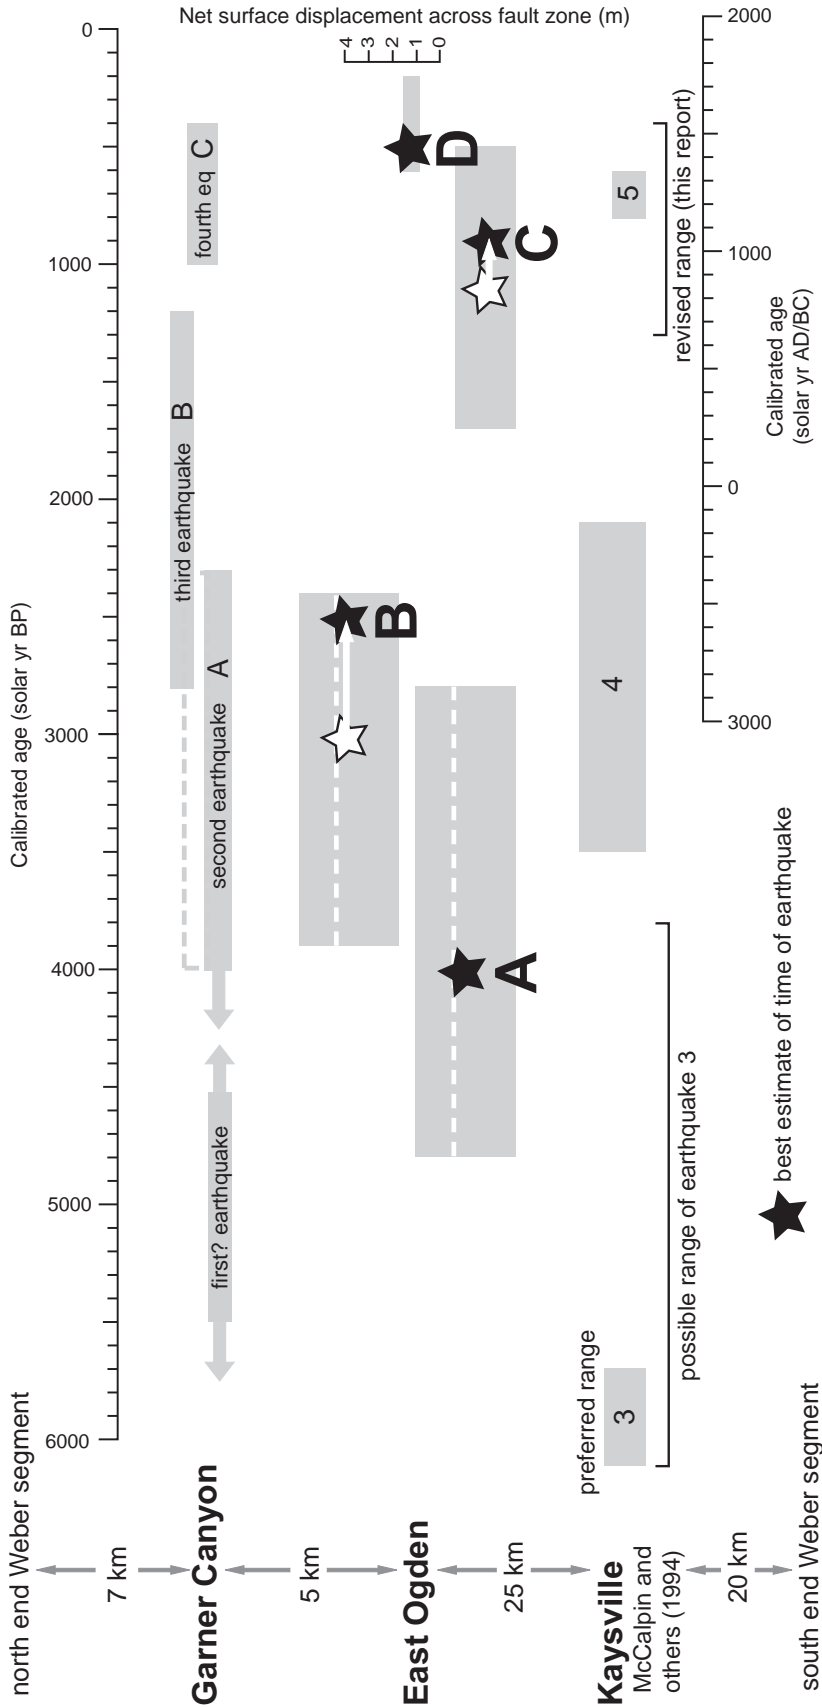 north end Weber segment
7 km
Garner Canyon
5 km
East Ogden
25 km
Kaysville
McCalpin and
others (1994)
20 km
south end Weber segment
Calibrated age (solar yr BP)
6000
5000
4000
3000
2000
1000
0
first? earthquake
second earthquake A
third earthquake B
fourth eq C
Net surface displacement across fault zone (m)
4
3
2
1
0
A
B
C
D
preferred range
3
4
5
possible range of earthquake 3
revised range (this report)
3000
0
1000
2000
Calibrated age
(solar yr AD/BC)
best estimate of time of earthquake